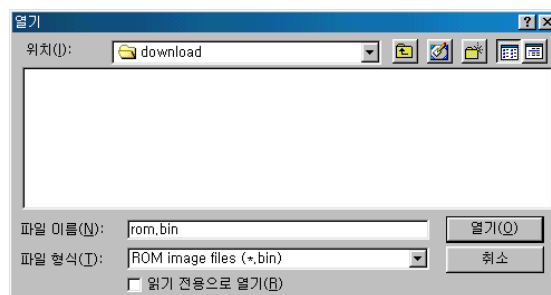 열기
위치(I): download
파일 이름(N): rom,bin 열기(O)
파일 형식(T): ROM image files (*,bin) 취소
읽기 전용으로 열기(R)